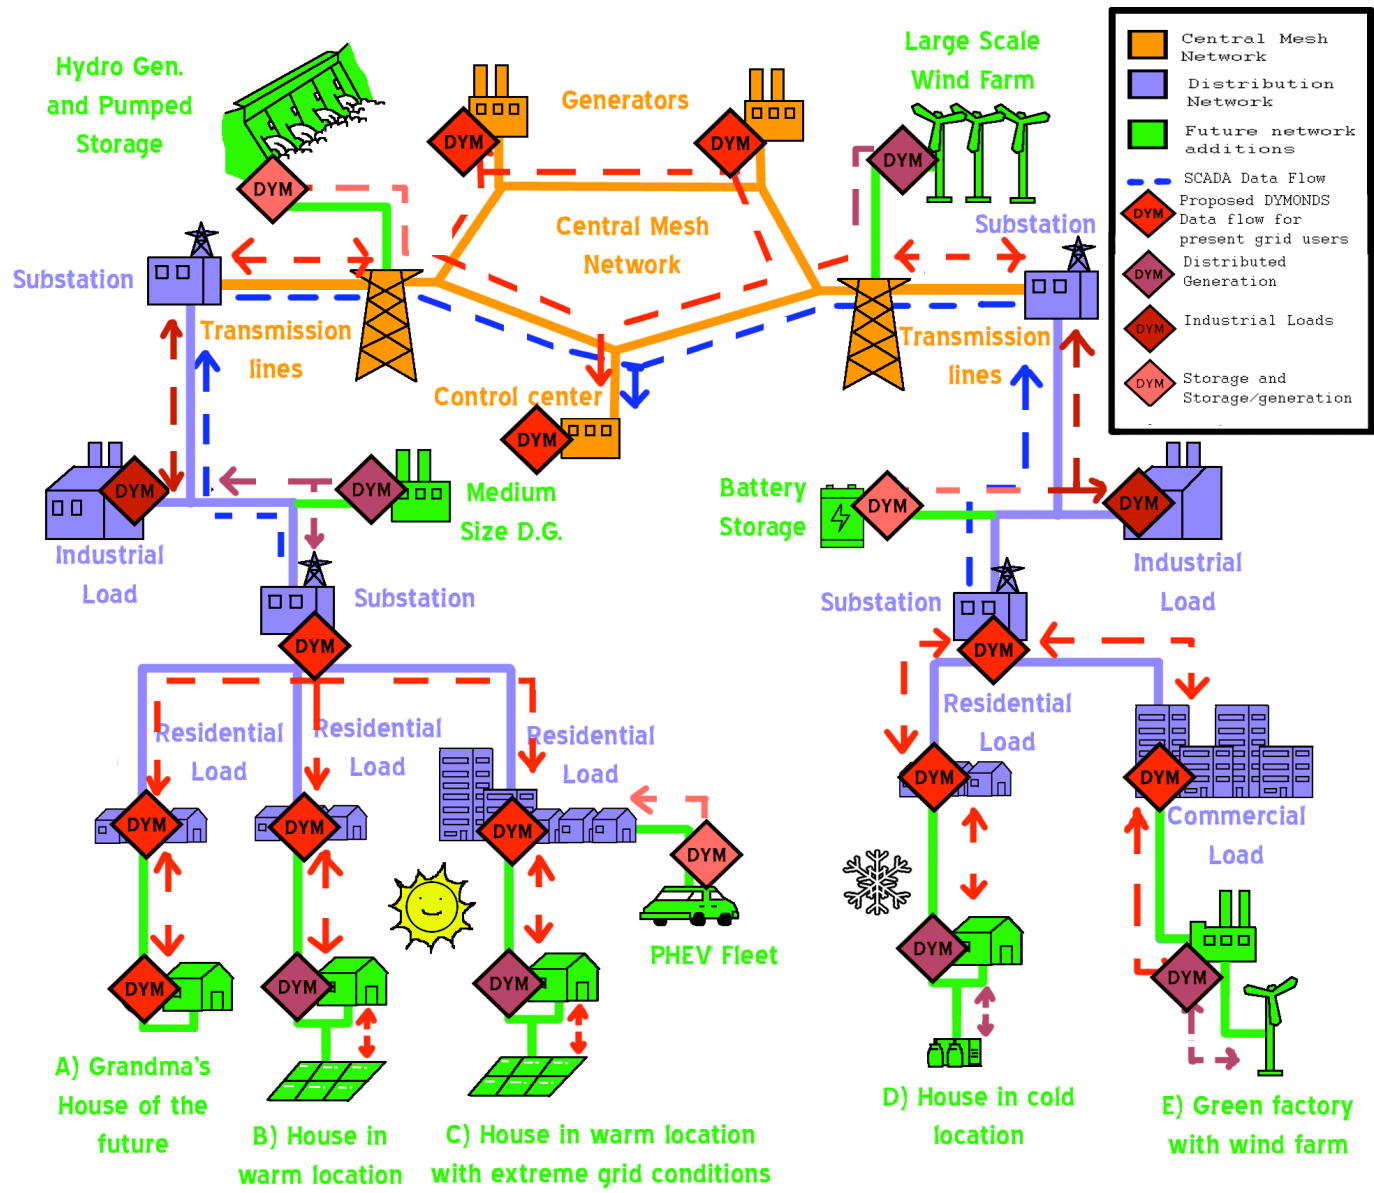 Hydro Gen.
and Pumped
Storage
Generators
Large Scale
Wind Farm
Central Mesh
Network
Distribution
Network
Future network
additions
SCADA Data Flow
Proposed DYMONDS
Data flow for
present grid users
Distributed
Generation
Industrial Loads
Storage and
Storage/generation
DYM
DYM
DYM
DYM
DYM
DYM
DYM
DYM
Substation
Central Mesh
Network
Substation
Transmission
lines
Transmission
lines
Control center
DYM
DYM
DYM
Medium
Size D.G.
Battery
Storage
DYM
DYM
Industrial
Load
Substation
Industrial
Load
Substation
DYM
DYM
Residential
Load
Residential
Load
Residential
Load
Residential
Load
DYM
DYM
DYM
DYM
DYM
Commercial
Load
DYM
PHEV Fleet
DYM
DYM
DYM
DYM
DYM
A) Grandma's
House of the
future
B) House in
warm location
C) House in warm location
with extreme grid conditions
D) House in cold
location
E) Green factory
with wind farm